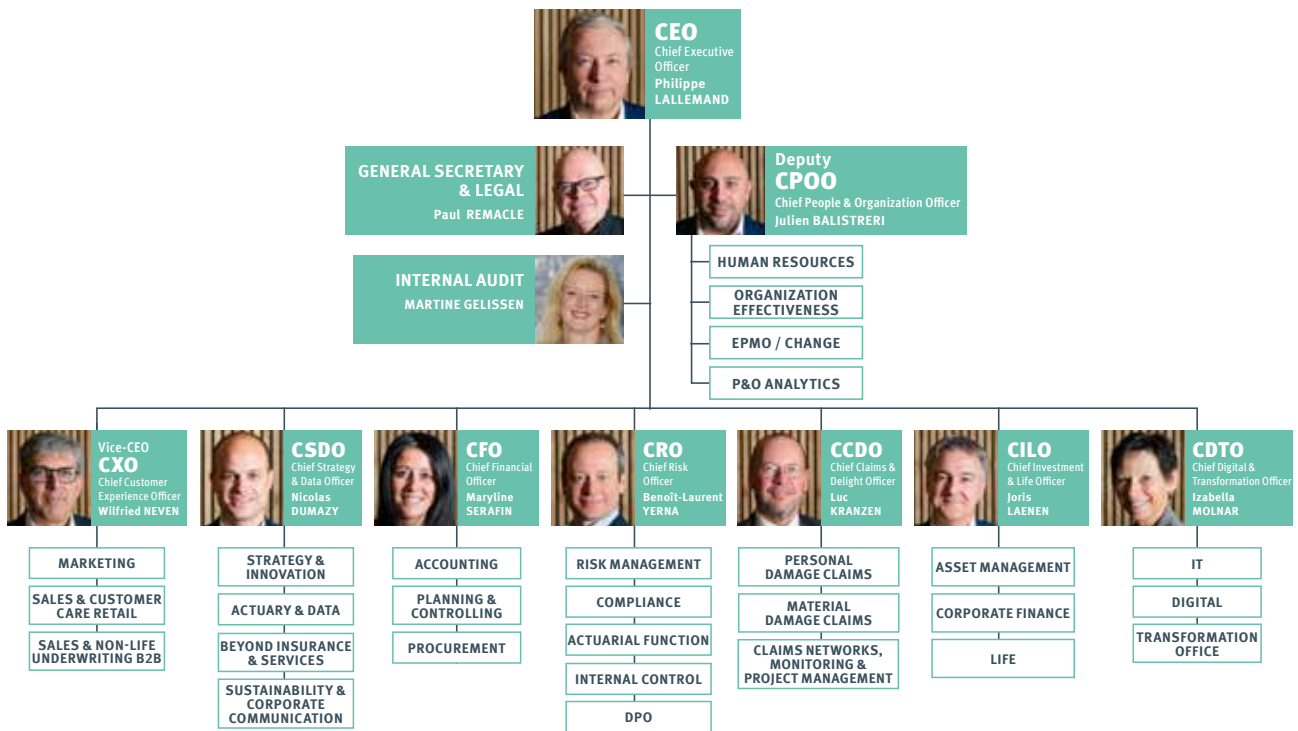 CEO
Chief Executive
Officer
Philippe
LALLEMAND
GENERAL SECRETARY
& LEGAL
Paul REMACLE
Deputy
CPOO
Chief People & Organization Officer
Julien BALISTRERI
INTERNAL AUDIT
MARTINE GELISSEN
HUMAN RESOURCES
ORGANIZATION
EFFECTIVENESS
EPMO / CHANGE
P&O ANALYTICS
Vice-CEO
CXO
Chief Customer
Experience Officer
Wilfried NEVEN
MARKETING
SALES & CUSTOMER
CARE RETAIL
SALES & NON-LIFE
UNDERWRITING B2B
CSDO
Chief Strategy
& Data Officer
Nicolas
DUMAZY
STRATEGY &
INNOVATION
ACTUARY & DATA
BEYOND INSURANCE
& SERVICES
SUSTAINABILITY &
CORPORATE
COMMUNICATION
CFO
Chief Financial
Officer
Maryline
SERAFIN
ACCOUNTING
PLANNING &
CONTROLLING
PROCUREMENT
CRO
Chief Risk
Officer
Benoît-Laurent
YERNA
RISK MANAGEMENT
COMPLIANCE
ACTUARIAL FUNCTION
INTERNAL CONTROL
DPO
CCDO
Chief Claims &
Delight Officer
Luc
KRANZEN
PERSONAL
DAMAGE CLAIMS
MATERIAL
DAMAGE CLAIMS
CLAIMS NETWORKS,
MONITORING &
PROJECT MANAGEMENT
CILO
Chief Investment
& Life Officer
Joris
LAENEN
ASSET MANAGEMENT
CORPORATE FINANCE
LIFE
CDTO
Chief Digital &
Transformation Officer
Izabella
MOLNAR
IT
DIGITAL
TRANSFORMATION
OFFICE